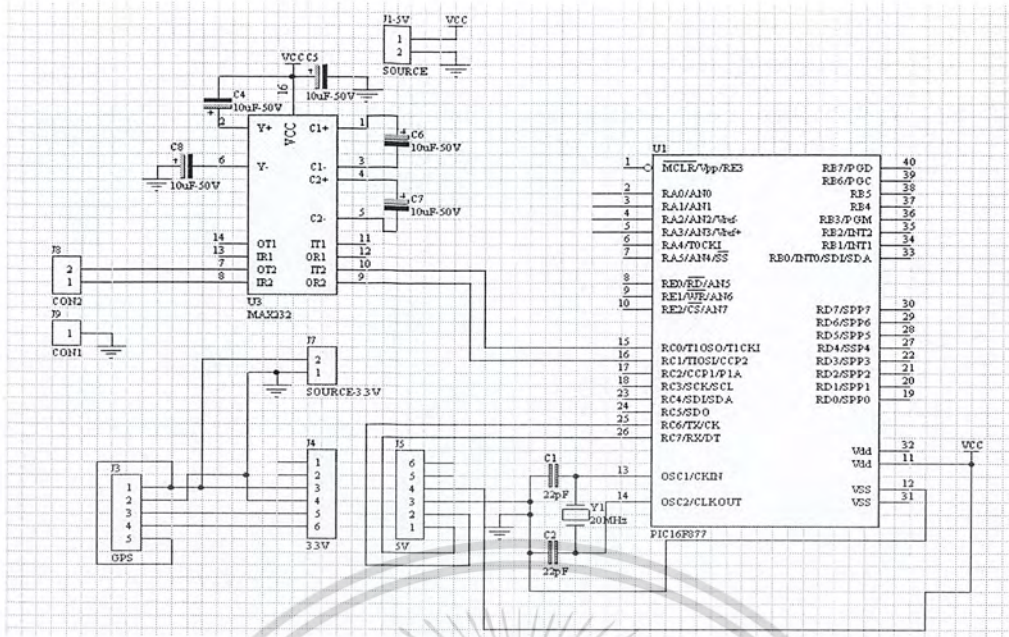 J1-5V
1
2
SOURCE
VCC
VCC
C5
10uF-50V
16
C4
10uF-50V
2
C8
10uF-50V
6
Y+
Y-
VCC
C1+
C1-
C2+
C2-
1
3
4
5
C6
10uF-50V
C7
10uF-50V
14
13
7
8
OT1
IR1
OT2
IR2
IT1
OR1
IT2
OR2
11
12
10
9
U3
MAX232
J8
2
1
CON2
J9
1
CON1
J7
2
1
SOURCE-3.3V
J3
1
2
3
4
5
GPS
J4
1
2
3
4
5
6
3.3V
J5
6
5
4
3
2
1
5V
C1
22pF
C2
22pF
Y1
20MHz
U1
1 MCLR/Vpp/RE3
2 RA0/AN0
3 RA1/AN1
4 RA2/AN2/Vref-
5 RA3/AN3/Vref+
6 RA4/T0CKI
7 RA5/AN4/SS
8 RE0/RD/AN5
9 RE1/WR/AN6
10 RE2/CS/AN7
15 RC0/T1OSO/T1CKI
16 RC1/T1OSI/CCP2
17 RC2/CCP1/P1A
18 RC3/SCK/SCL
23 RC4/SDI/SDA
24 RC5/SDO
25 RC6/TX/CK
26 RC7/RX/DT
13 OSC1/CKIN
14 OSC2/CLKOUT
RB7/PGD 40
RB6/PGC 39
RB5 38
RB4 37
RB3/PGM 36
RB2/INT2 35
RB1/INT1 34
RB0/INT0/SDI/SDA 33
RD7/SPP7 30
RD6/SPP6 29
RD5/SPP5 28
RD4/SSP4 27
RD3/SPP3 22
RD2/SPP2 21
RD1/SPP1 20
RD0/SPP0 19
Vdd 32
Vdd 11
VSS 12
VSS 31
VCC
PIC16F877